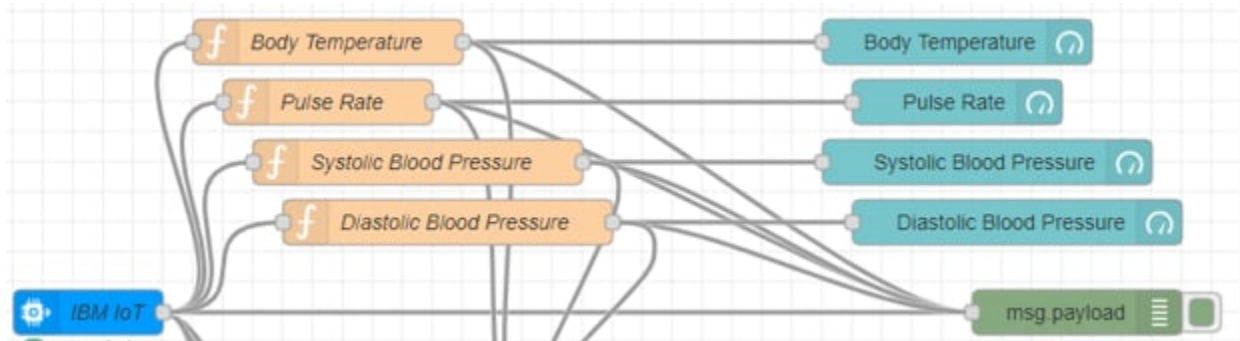 Body Temperature Body Temperature
Pulse Rate Pulse Rate
Systolic Blood Pressure Systolic Blood Pressure
Diastolic Blood Pressure Diastolic Blood Pressure
IBM IoT msg.payload